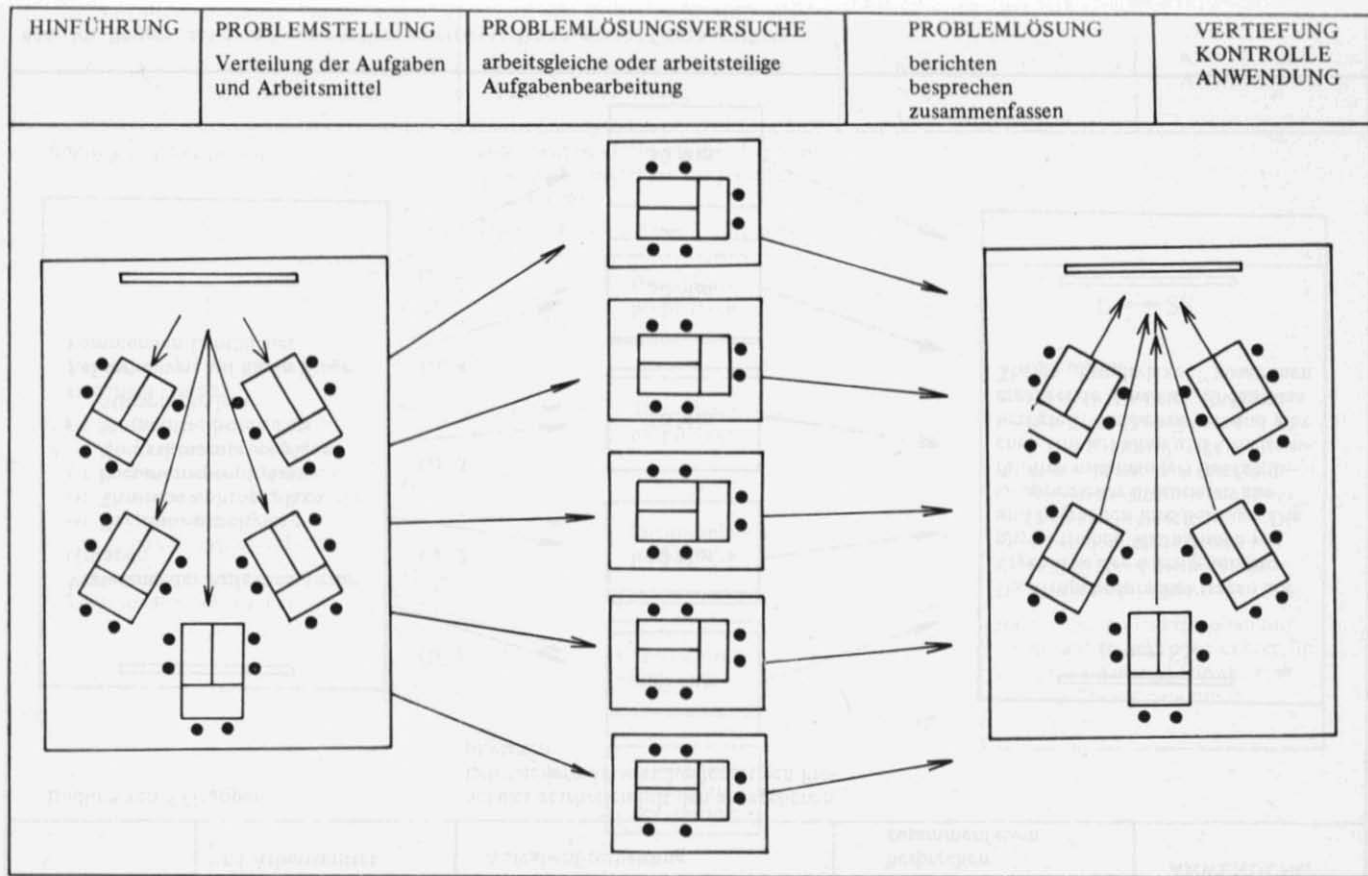 HINFÜHRUNG
PROBLEMSTELLUNG
Verteilung der Aufgaben
und Arbeitsmittel
PROBLEMLÖSUNGSVERSUCHE
arbeitsgleiche oder arbeitsteilige
Aufgabenbearbeitung
PROBLEMLÖSUNG
berichten
besprechen
zusammenfassen
VERTIEFUNG
KONTROLLE
ANWENDUNG